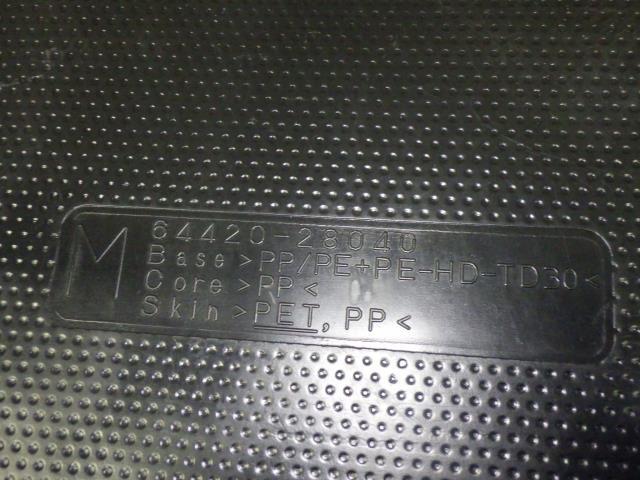 M
64420-28040
Base >PP/PE+PE-HD-TD30<
Core >PP<
Skin >PET, PP<